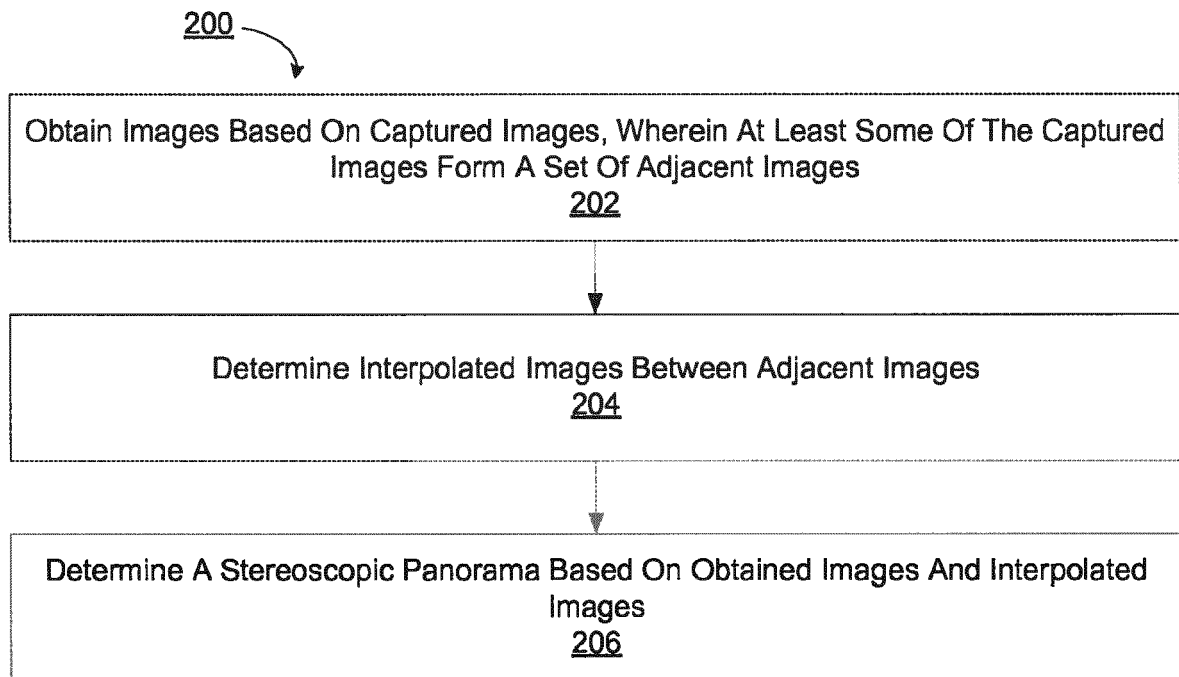 200
Obtain Images Based On Captured Images, Wherein At Least Some Of The Captured
Images Form A Set Of Adjacent Images
202
Determine Interpolated Images Between Adjacent Images
204
Determine A Stereoscopic Panorama Based On Obtained Images And Interpolated
Images
206